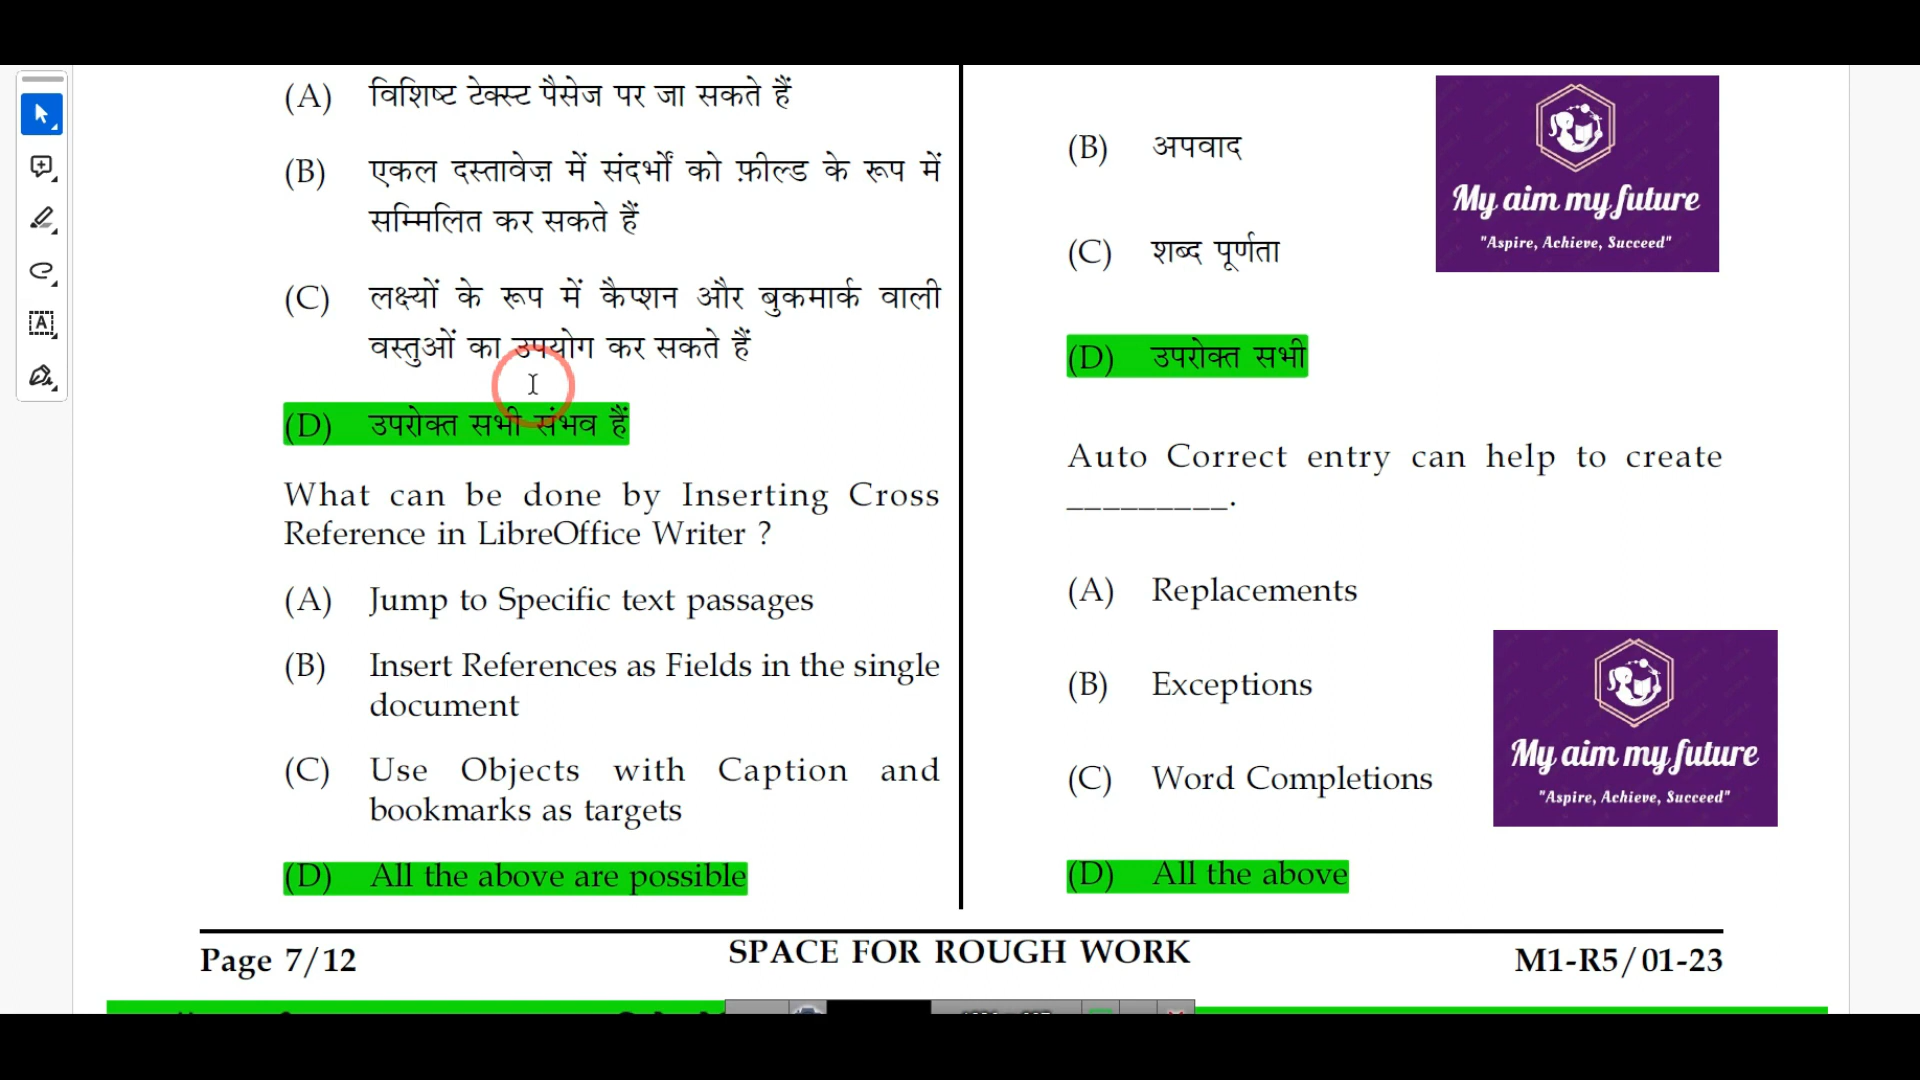 (A) विशिष्ट टेक्स्ट पैसेज पर जा सकते हैं
(B) एकल दस्तावेज़ में संदर्भों को फ़ील्ड के रूप में
सम्मिलित कर सकते हैं
(C) लक्ष्यों के रूप में कैप्शन और बुकमार्क वाली
वस्तुओं का उपयोग कर सकते हैं
(D) उपरोक्त सभी संभव हैं
What can be done by Inserting Cross
Reference in LibreOffice Writer ?
(A) Jump to Specific text passages
(B) Insert References as Fields in the single
document
(C) Use Objects with Caption and
bookmarks as targets
(D) All the above are possible
(B) अपवाद
(C) शब्द पूर्णता
(D) उपरोक्त सभी
Auto Correct entry can help to create
_________.
(A) Replacements
(B) Exceptions
(C) Word Completions
(D) All the above
My aim my future
"Aspire, Achieve, Succeed"
My aim my future
"Aspire, Achieve, Succeed"
Page 7/12 SPACE FOR ROUGH WORK M1-R5/01-23